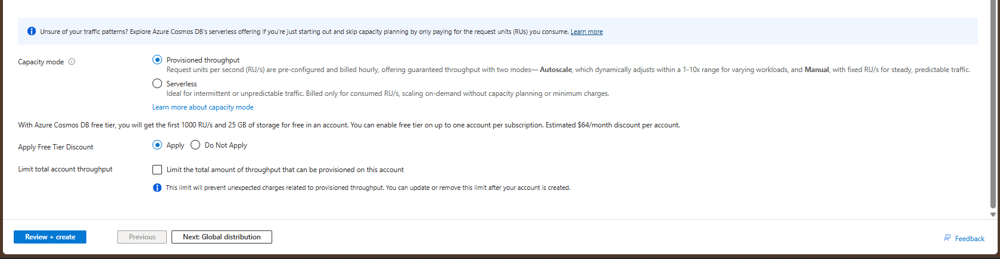 Unsure of your traffic patterns? Explore Azure Cosmos DB's serverless offering if you're just starting out and skip capacity planning by only paying for the request units (RUs) you consume. Learn more
Capacity mode
Provisioned throughput
Request units per second (RU/s) are pre-configured and billed hourly, offering guaranteed throughput with two modes— Autoscale, which dynamically adjusts within a 1-10x range for varying workloads, and Manual, with fixed RU/s for steady, predictable traffic.
Serverless
Ideal for intermittent or unpredictable traffic. Billed only for consumed RU/s, scaling on-demand without capacity planning or minimum charges.
Learn more about capacity mode
With Azure Cosmos DB free tier, you will get the first 1000 RU/s and 25 GB of storage for free in an account. You can enable free tier on up to one account per subscription. Estimated $64/month discount per account.
Apply Free Tier Discount
Apply Do Not Apply
Limit total account throughput
Limit the total amount of throughput that can be provisioned on this account
This limit will prevent unexpected charges related to provisioned throughput. You can update or remove this limit after your account is created.
Review + create Previous Next: Global distribution Feedback